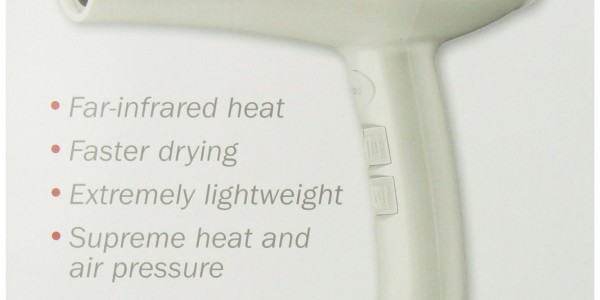 • Far-infrared heat
• Faster drying
• Extremely lightweight
• Supreme heat and
air pressure